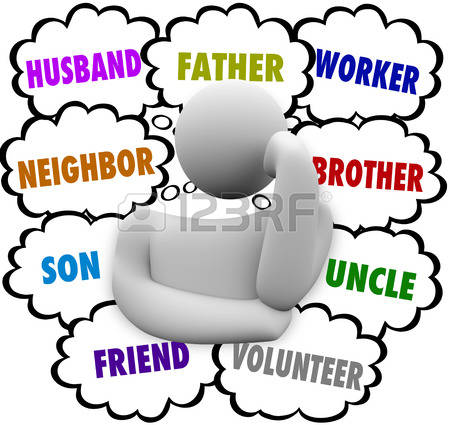 HUSBAND
FATHER
WORKER
NEIGHBOR
BROTHER
SON
UNCLE
FRIEND
VOLUNTEER
123RF